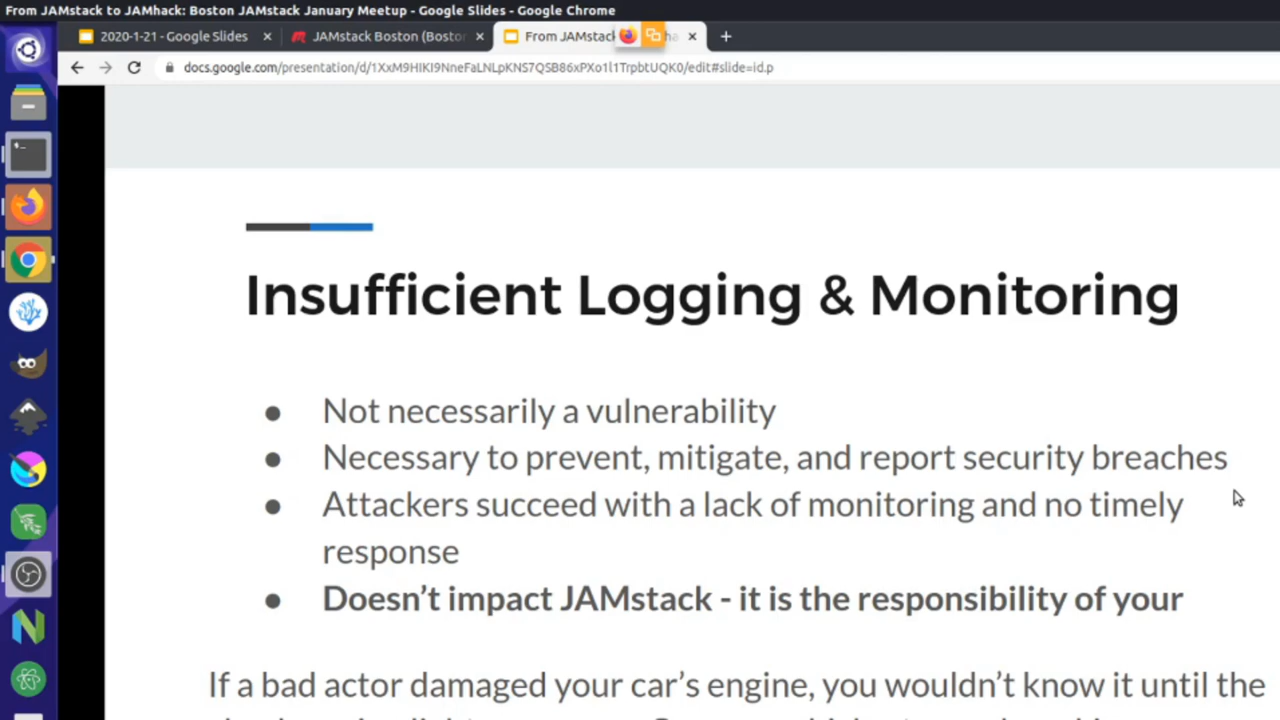 From JAMstack to JAMhack: Boston JAMstack January Meetup - Google Slides - Google Chrome
2020-1-21 - Google Slides
JAMstack Boston (Bosto
From JAMstac
docs.google.com/presentation/d/1XxM9HIKI9NneFaLNLpKNS7QSB86xPXo1l1TrpbtUQK0/edit#slide=id.p
Insufficient Logging & Monitoring
● Not necessarily a vulnerability
● Necessary to prevent, mitigate, and report security breaches
● Attackers succeed with a lack of monitoring and no timely
response
● Doesn't impact JAMstack - it is the responsibility of your
If a bad actor damaged your car's engine, you wouldn't know it until the